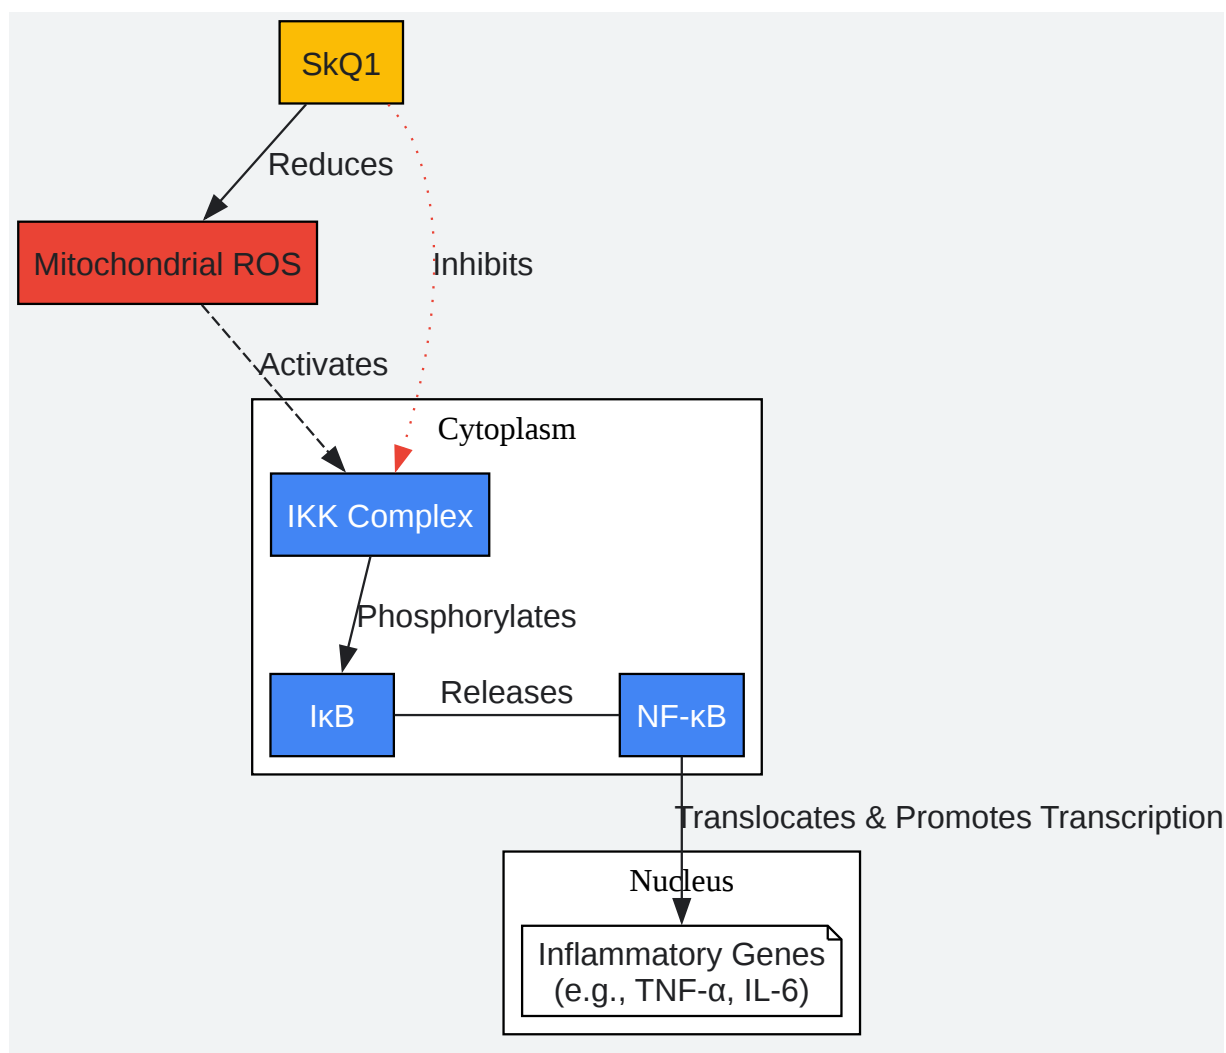 SkQ1
Reduces
Mitochondrial ROS
Inhibits
Activates
Cytoplasm
IKK Complex
Phosphorylates
Releases
IκB
NF-κB
Translocates & Promotes Transcription
Nucleus
Inflammatory Genes
(e.g., TNF-α, IL-6)